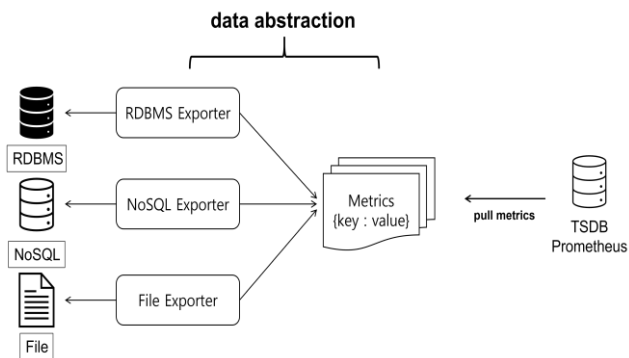 data abstraction
RDBMS Exporter
RDBMS
NoSQL Exporter
NoSQL
File Exporter
File
Metrics
{key : value}
pull metrics
TSDB
Prometheus